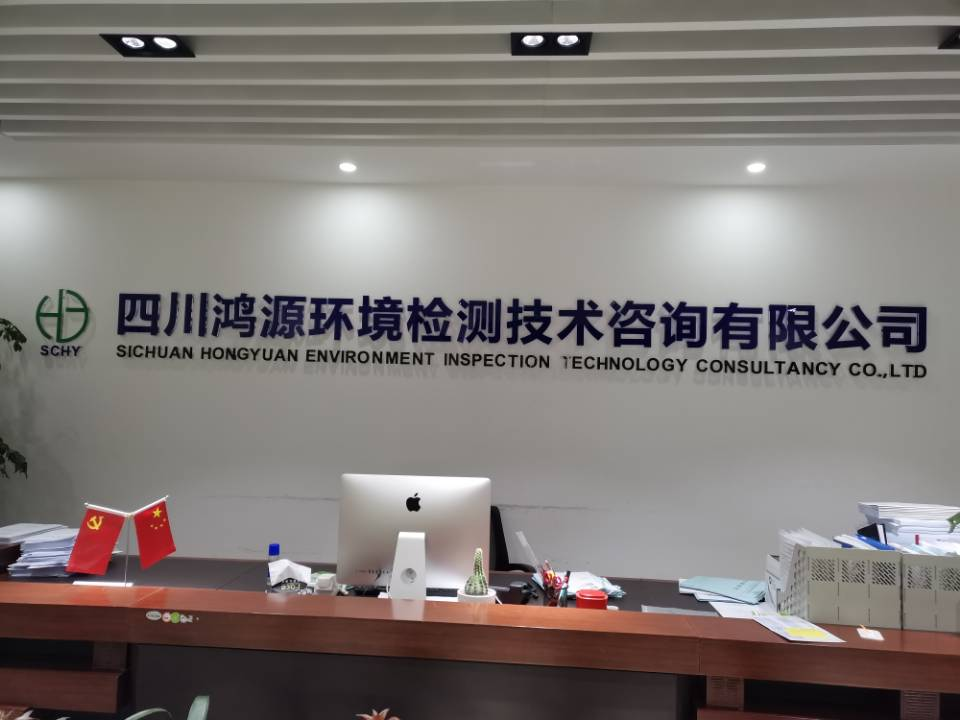 四川鸿源环境检测技术咨询有限公司
SCHY
SICHUAN HONGYUAN ENVIRONMENT INSPECTION TECHNOLOGY CONSULTANCY CO.,LTD